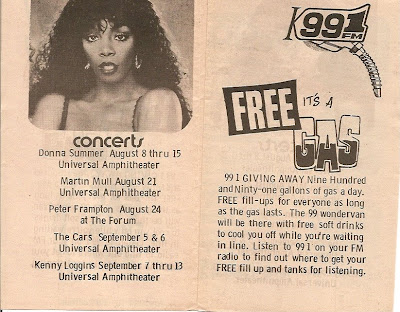 concerts
Donna Summer August 8 thru 15
Universal Amphitheater
Martin Mull August 21
Universal Amphitheater
Peter Frampton August 24
at The Forum
The Cars September 5 & 6
Universal Amphitheater
Kenny Loggins September 7 thru 13
Universal Amphitheater
K99.1
FM
FREE IT'S A
GAS
99.1 GIVING AWAY Nine Hundred
and Ninty-one gallons of gas a day.
FREE fill-ups for everyone as long
as the gas lasts. The 99 wondervan
will be there with free soft drinks
to cool you off while you're waiting
in line. Listen to 99.1 on your FM
radio to find out where to get your
FREE fill up and tanks for listening.